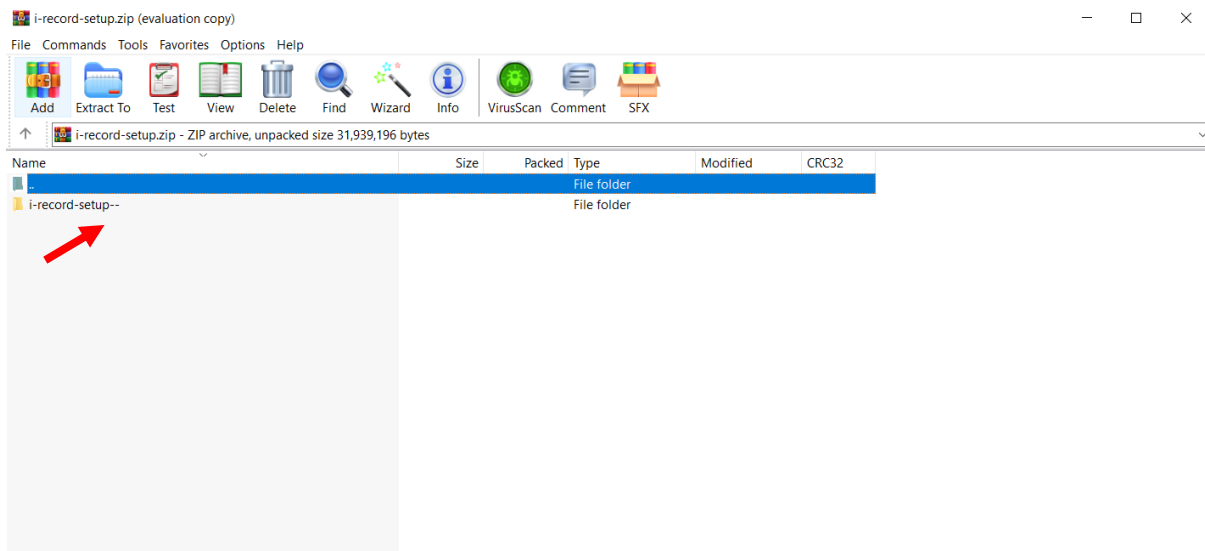 i-record-setup.zip (evaluation copy)
File Commands Tools Favorites Options Help
Add Extract To Test View Delete Find Wizard Info VirusScan Comment SFX
i-record-setup.zip - ZIP archive, unpacked size 31,939,196 bytes
Name Size Packed Type Modified CRC32
.. File folder
i-record-setup-- File folder